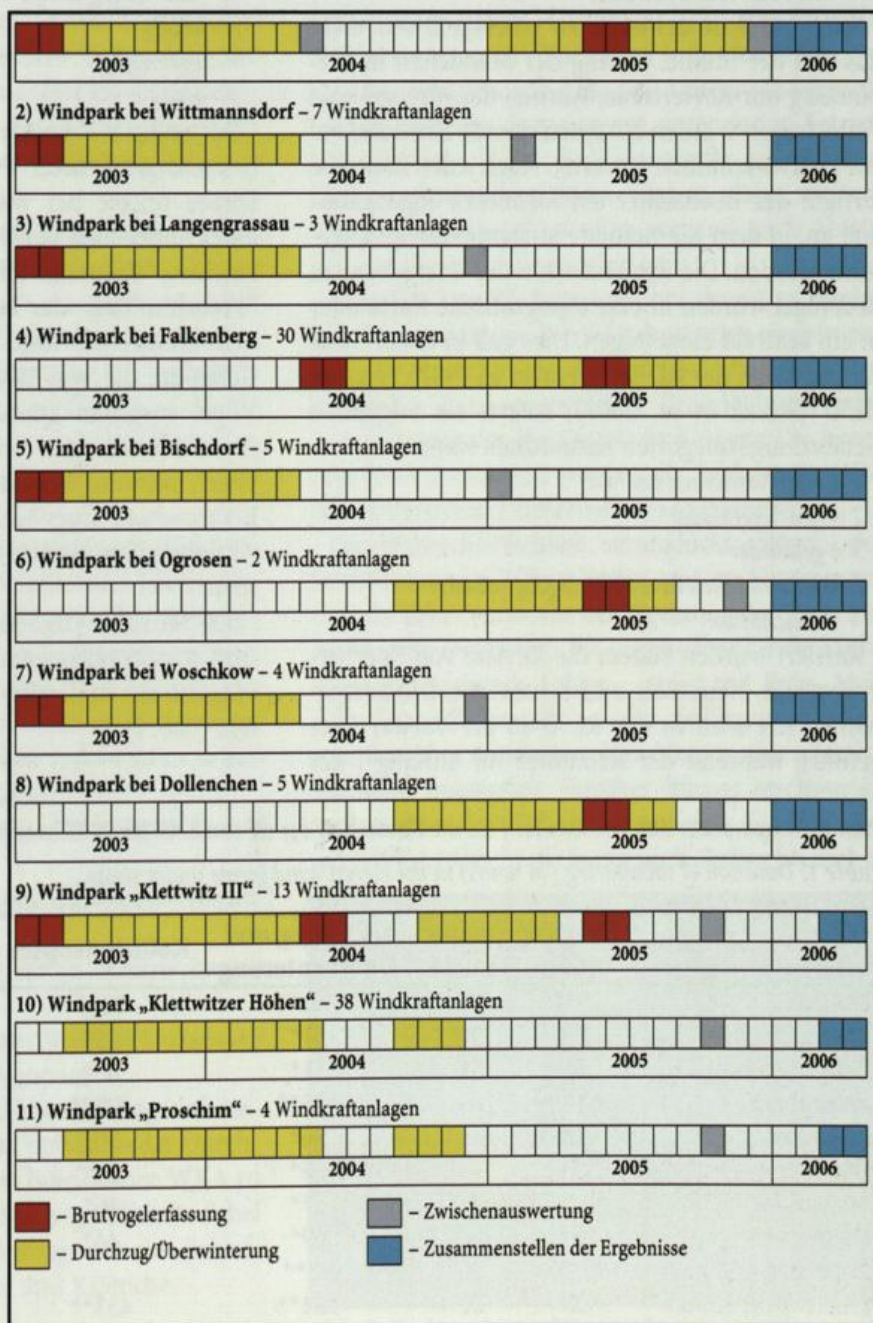 2003 2004 2005 2006
2) Windpark bei Wittmannsdorf – 7 Windkraftanlagen
2003 2004 2005 2006
3) Windpark bei Langengrassau – 3 Windkraftanlagen
2003 2004 2005 2006
4) Windpark bei Falkenberg – 30 Windkraftanlagen
2003 2004 2005 2006
5) Windpark bei Bischdorf – 5 Windkraftanlagen
2003 2004 2005 2006
6) Windpark bei Ogrosen – 2 Windkraftanlagen
2003 2004 2005 2006
7) Windpark bei Woschkow – 4 Windkraftanlagen
2003 2004 2005 2006
8) Windpark bei Dollenchen – 5 Windkraftanlagen
2003 2004 2005 2006
9) Windpark „Klettwitz III“ – 13 Windkraftanlagen
2003 2004 2005 2006
10) Windpark „Klettwitzer Höhen“ – 38 Windkraftanlagen
2003 2004 2005 2006
11) Windpark „Proschim“ – 4 Windkraftanlagen
2003 2004 2005 2006
– Brutvogelerfassung
– Zwischenauswertung
– Durchzug/Überwinterung
– Zusammenstellen der Ergebnisse